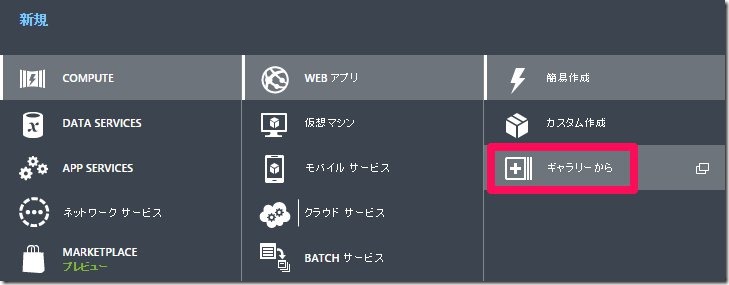 新規
COMPUTE
DATA SERVICES
APP SERVICES
ネットワーク サービス
MARKETPLACE
プレビュー
WEB アプリ
仮想マシン
モバイル サービス
クラウド サービス
BATCH サービス
簡易作成
カスタム作成
ギャラリーから